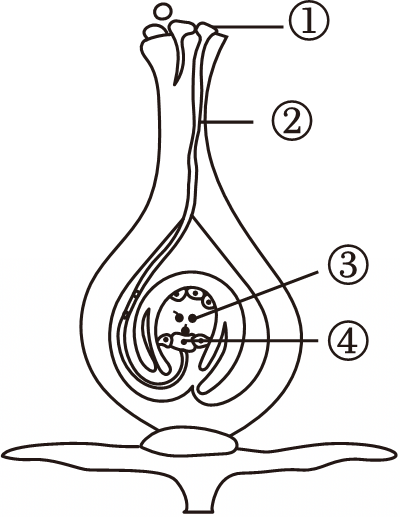 ①
②
③
④